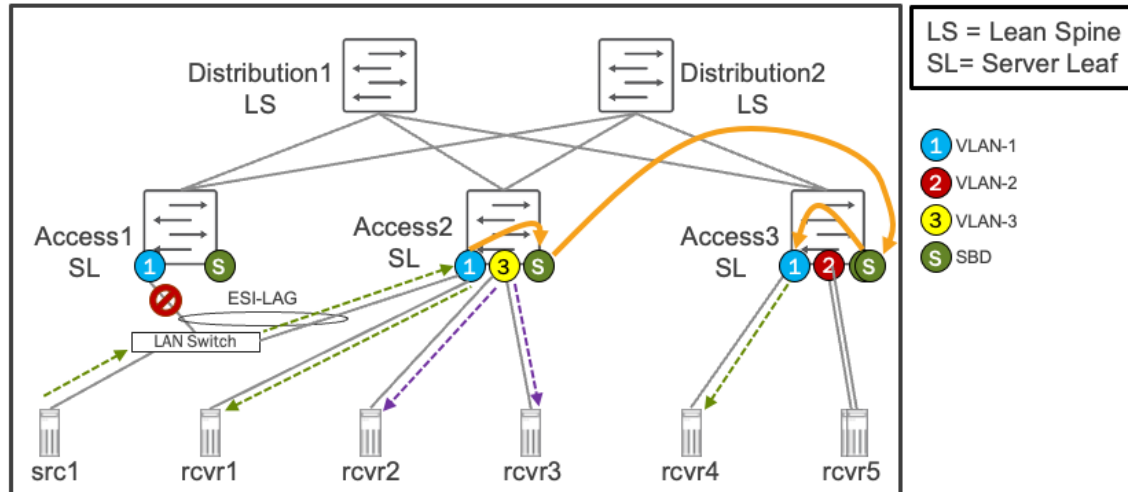 LS = Lean Spine
SL= Server Leaf
Distribution1
LS
Distribution2
LS
1 VLAN-1
2 VLAN-2
3 VLAN-3
S SBD
Access1
SL
1
S
Access2
SL
1
3
S
Access3
SL
1
2
S
ESI-LAG
LAN Switch
src1
rcvr1
rcvr2
rcvr3
rcvr4
rcvr5